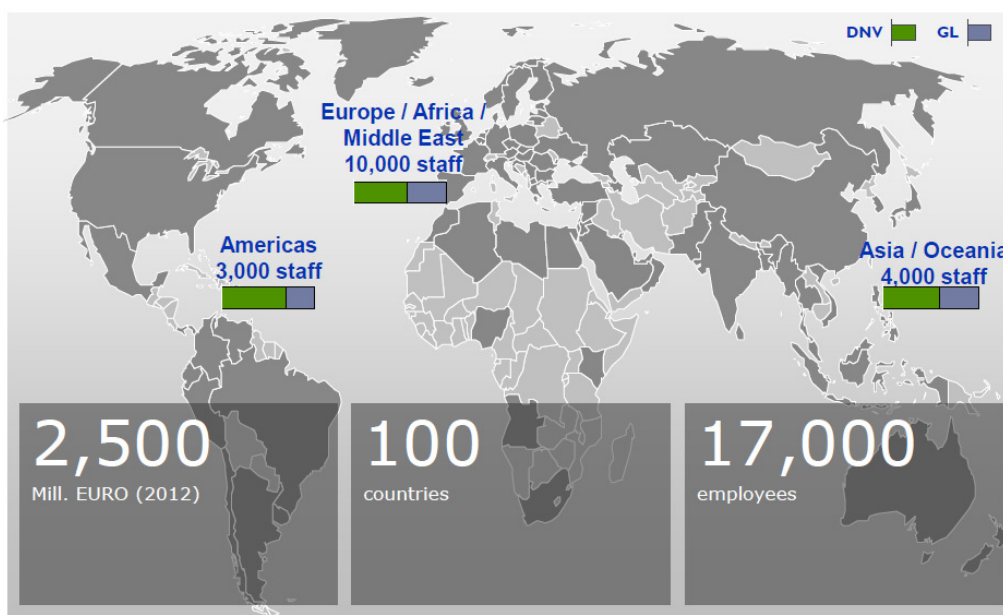 DNV GL
Europe / Africa /
Middle East
10,000 staff
Americas
3,000 staff
Asia / Oceania
4,000 staff
2,500
Mill. EURO (2012)
100
countries
17,000
employees